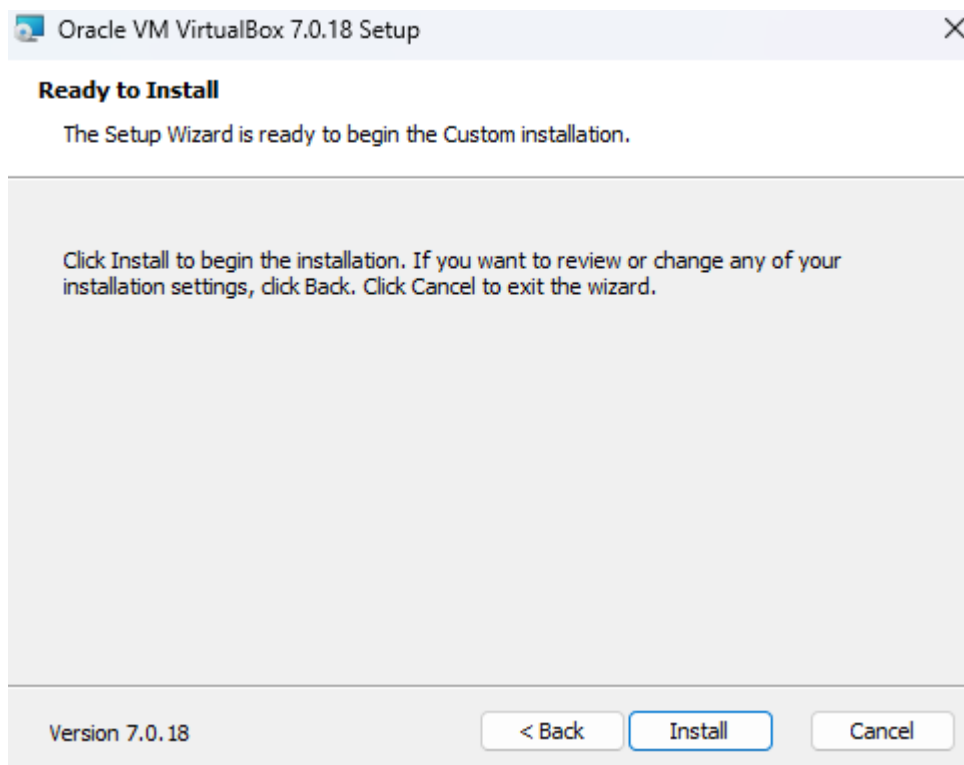 Oracle VM VirtualBox 7.0.18 Setup
Ready to Install
The Setup Wizard is ready to begin the Custom installation.
Click Install to begin the installation. If you want to review or change any of your
installation settings, click Back. Click Cancel to exit the wizard.
Version 7.0.18
< Back
Install
Cancel